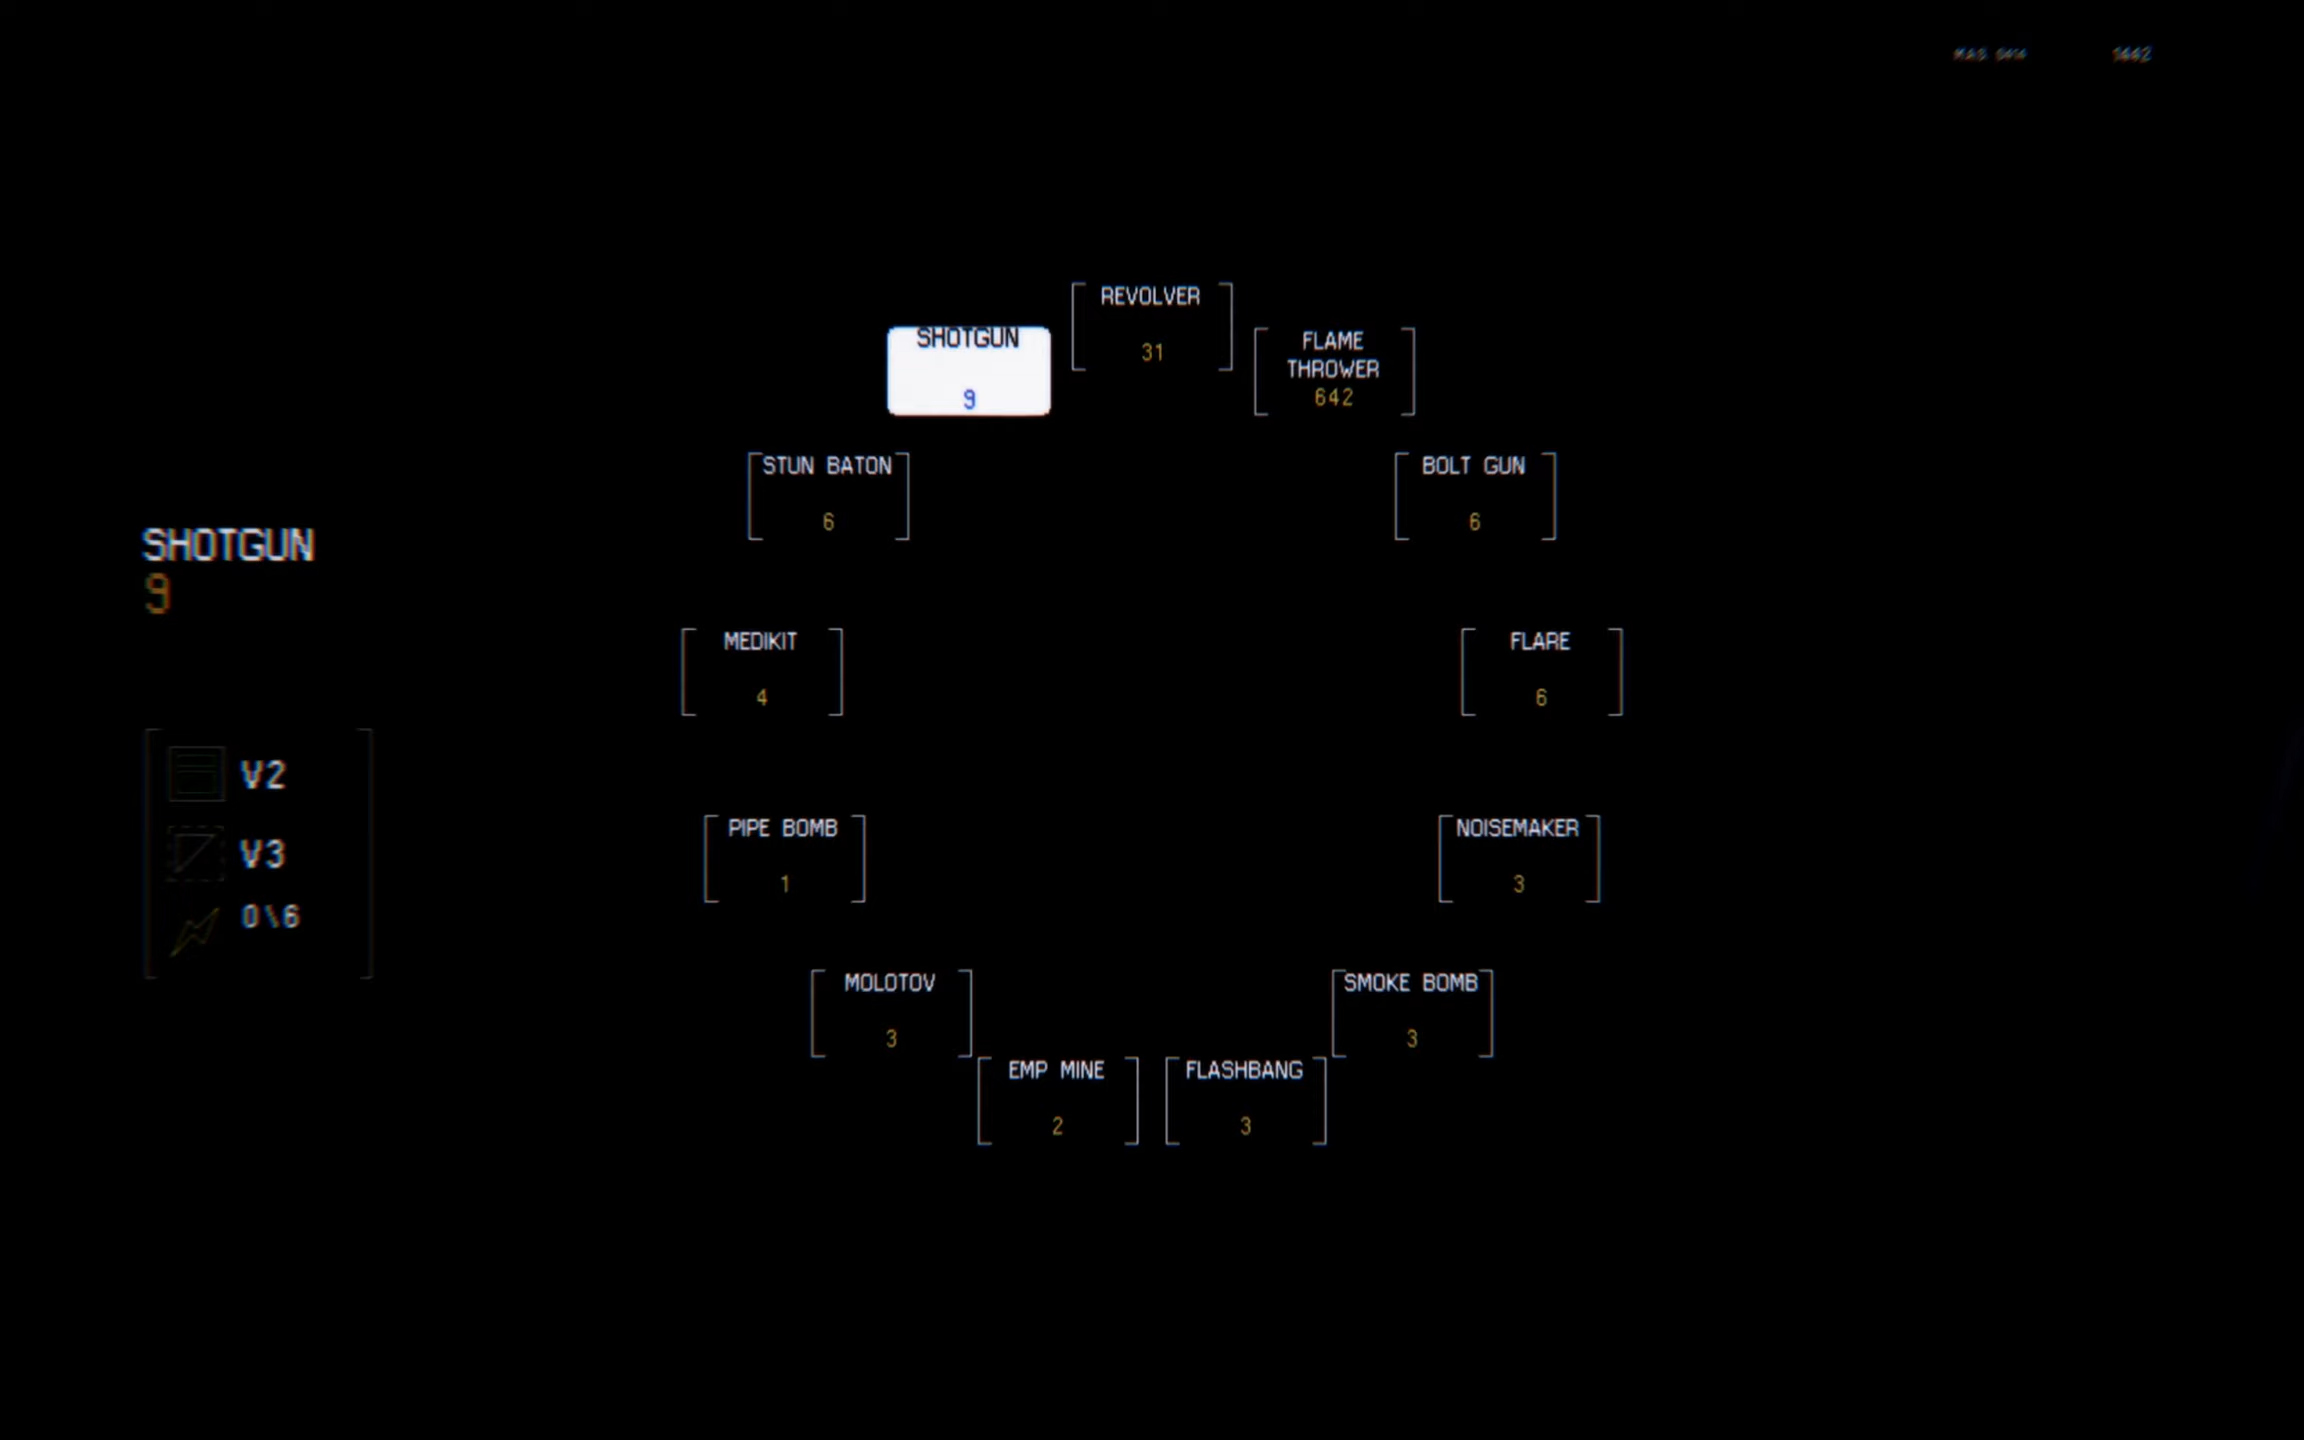 REVOLVER
31
SHOTGUN
9
FLAME
THROWER
642
STUN BATON
6
BOLT GUN
6
SHOTGUN
9
MEDIKIT
4
FLARE
6
V2
V3
0\6
PIPE BOMB
1
NOISEMAKER
3
MOLOTOV
3
SMOKE BOMB
3
EMP MINE
2
FLASHBANG
3